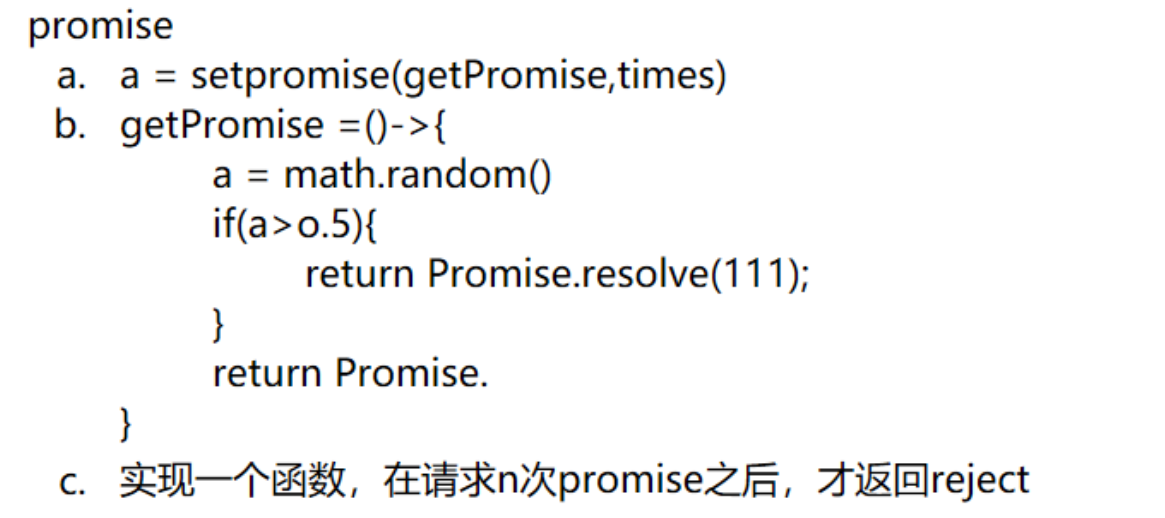 promise
a. a = setpromise(getPromise,times)
b. getPromise =()->{
a = math.random()
if(a>o.5){
return Promise.resolve(111);
}
return Promise.
}
c. 实现一个函数，在请求n次promise之后，才返回reject